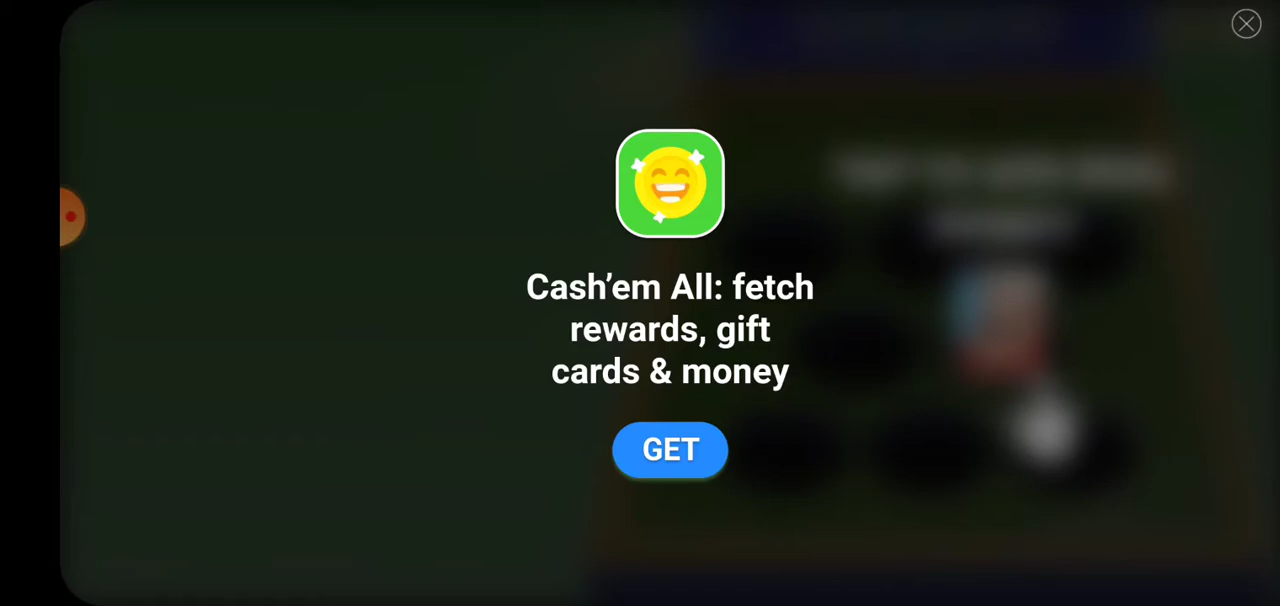 Cash’em All: fetch
rewards, gift
cards & money
GET